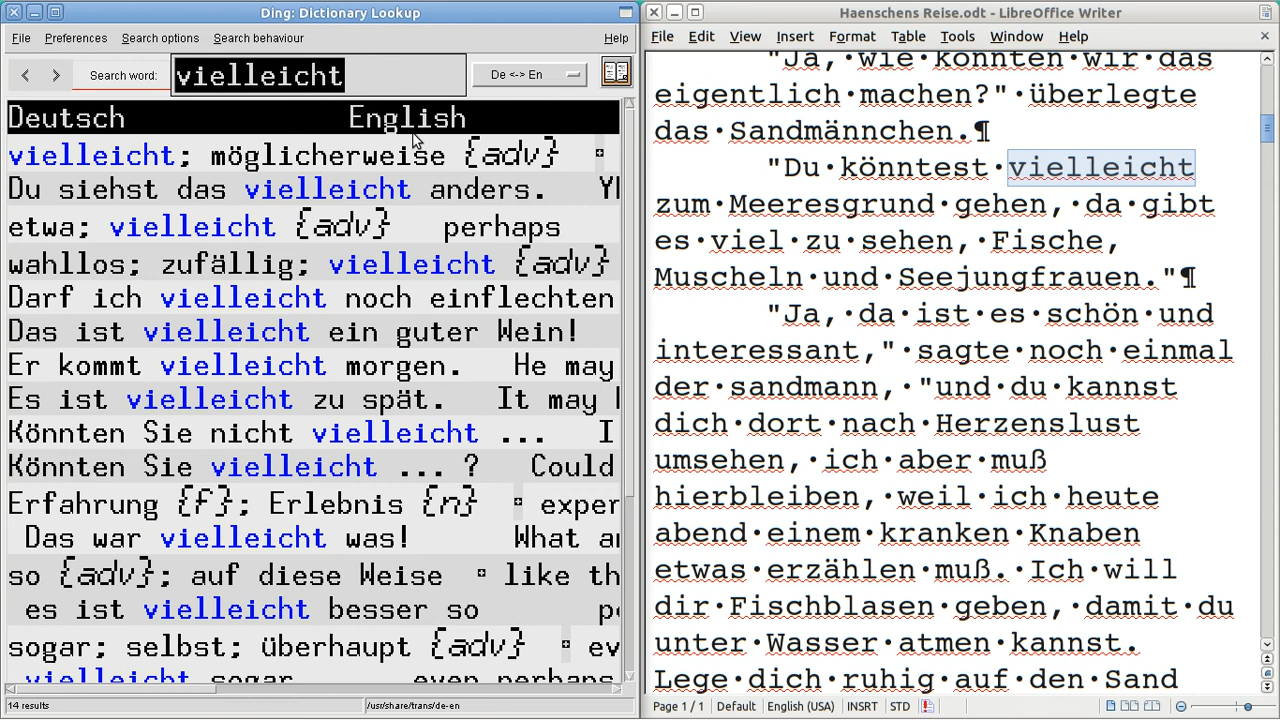 Ding: Dictionary Lookup
File Preferences Search options Search behaviour Help
Search word: vielleicht De <-> En
Deutsch English
vielleicht; möglicherweise {adv}
Du siehst das vielleicht anders.
etwa; vielleicht {adv} perhaps
wahllos; zufällig; vielleicht {adv}
Darf ich vielleicht noch einflechten
Das ist vielleicht ein guter Wein!
Er kommt vielleicht morgen. He may
Es ist vielleicht zu spät. It may
Könnten Sie nicht vielleicht ... I
Könnten Sie vielleicht ... ? Could
Erfahrung {f}; Erlebnis {n} exper
Das war vielleicht was! What a
so {adv}; auf diese Weise like th
es ist vielleicht besser so
sogar; selbst; überhaupt {adv} ev
vielleicht sogar even perhaps
14 results /usr/share/trans/de-en
Haenschens Reise.odt - LibreOffice Writer
File Edit View Insert Format Table Tools Window Help
"Ja, wie könnten wir das
eigentlich machen?" überlegte
das Sandmännchen.¶
"Du könntest vielleicht
zum Meeresgrund gehen, da gibt
es viel zu sehen, Fische,
Muscheln und Seejungfrauen."¶
"Ja, da ist es schön und
interessant," sagte noch einmal
der sandmann, "und du kannst
dich dort nach Herzenslust
umsehen, ich aber muß
hierbleiben, weil ich heute
abend einem kranken Knaben
etwas erzählen muß. Ich will
dir Fischblasen geben, damit du
unter Wasser atmen kannst.
Lege dich ruhig auf den Sand
Page 1 / 1 Default English (USA) INSRT STD